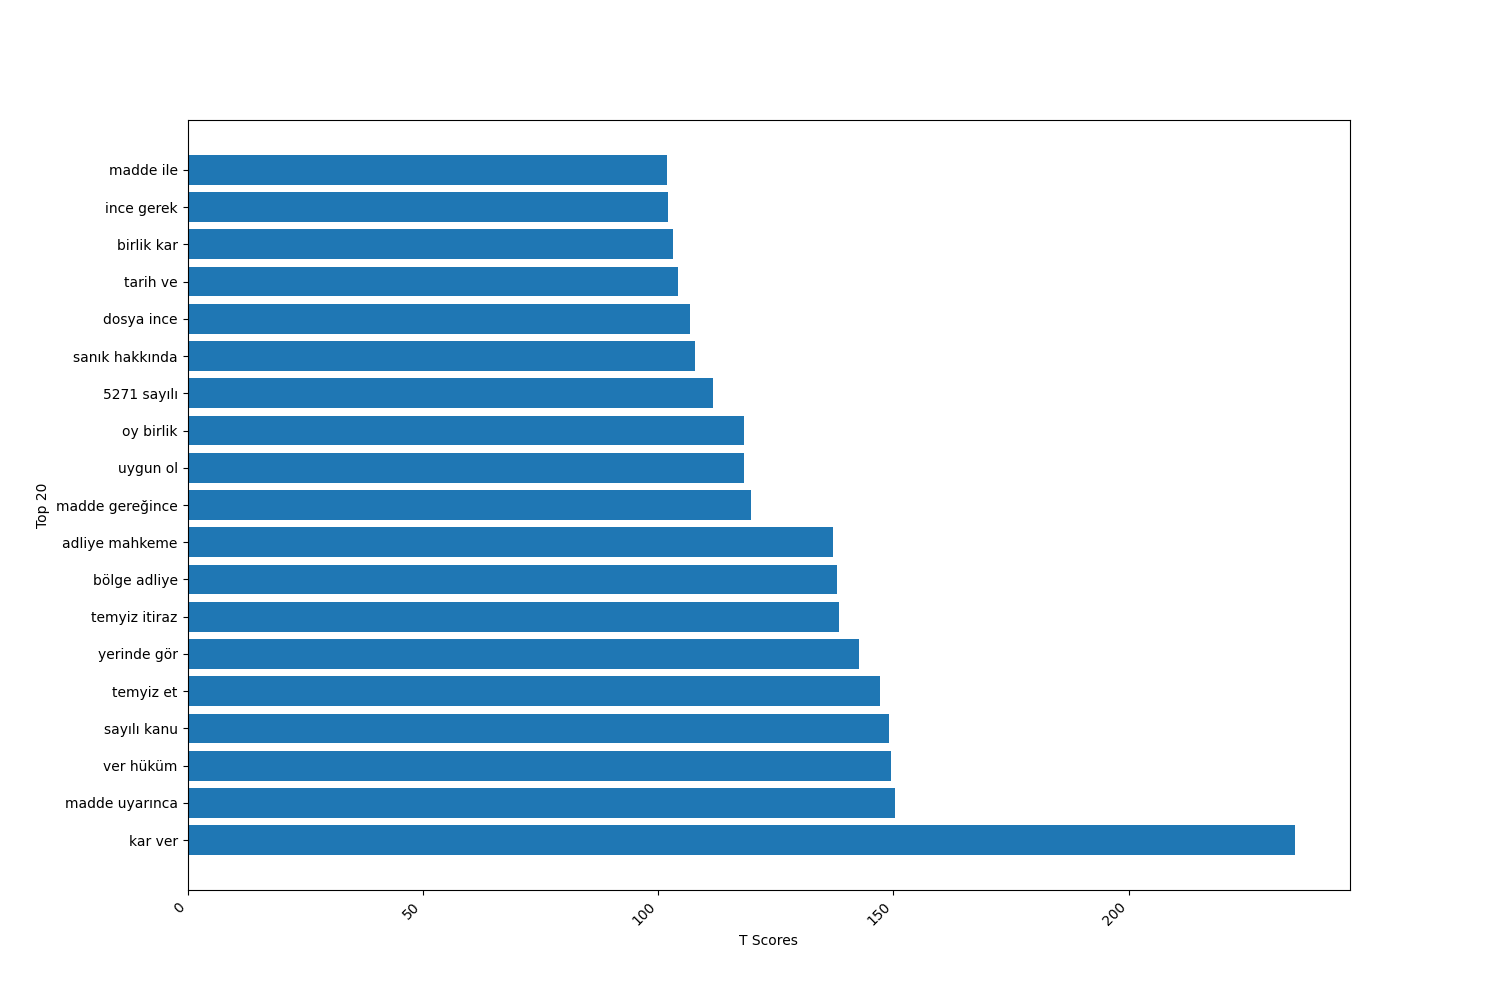 madde ile
ince gerek
birlik kar
tarih ve
dosya ince
sanık hakkında
5271 sayılı
oy birlik
uygun ol
madde gereğince
adliye mahkeme
bölge adliye
temyiz itiraz
yerinde gör
temyiz et
sayılı kanu
ver hüküm
madde uyarınca
kar ver
Top 20
0
50
100
150
200
T Scores